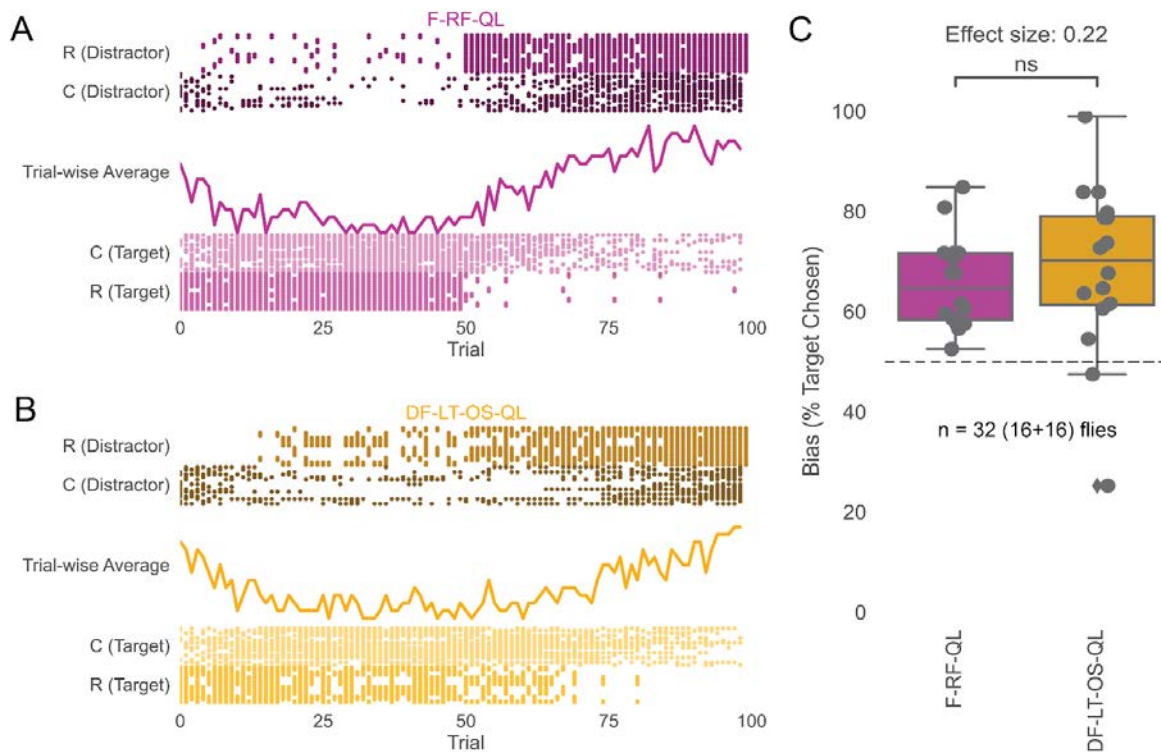 A
F-RF-QL
R (Distractor)
C (Distractor)
Trial-wise Average
C (Target)
R (Target)
0 25 50 75 100
Trial
B
DF-LT-OS-QL
R (Distractor)
C (Distractor)
Trial-wise Average
C (Target)
R (Target)
0 25 50 75 100
Trial
C
Effect size: 0.22
ns
100
80
60
40
20
0
Bias (% Target Chosen)
n = 32 (16+16) flies
F-RF-QL
DF-LT-OS-QL